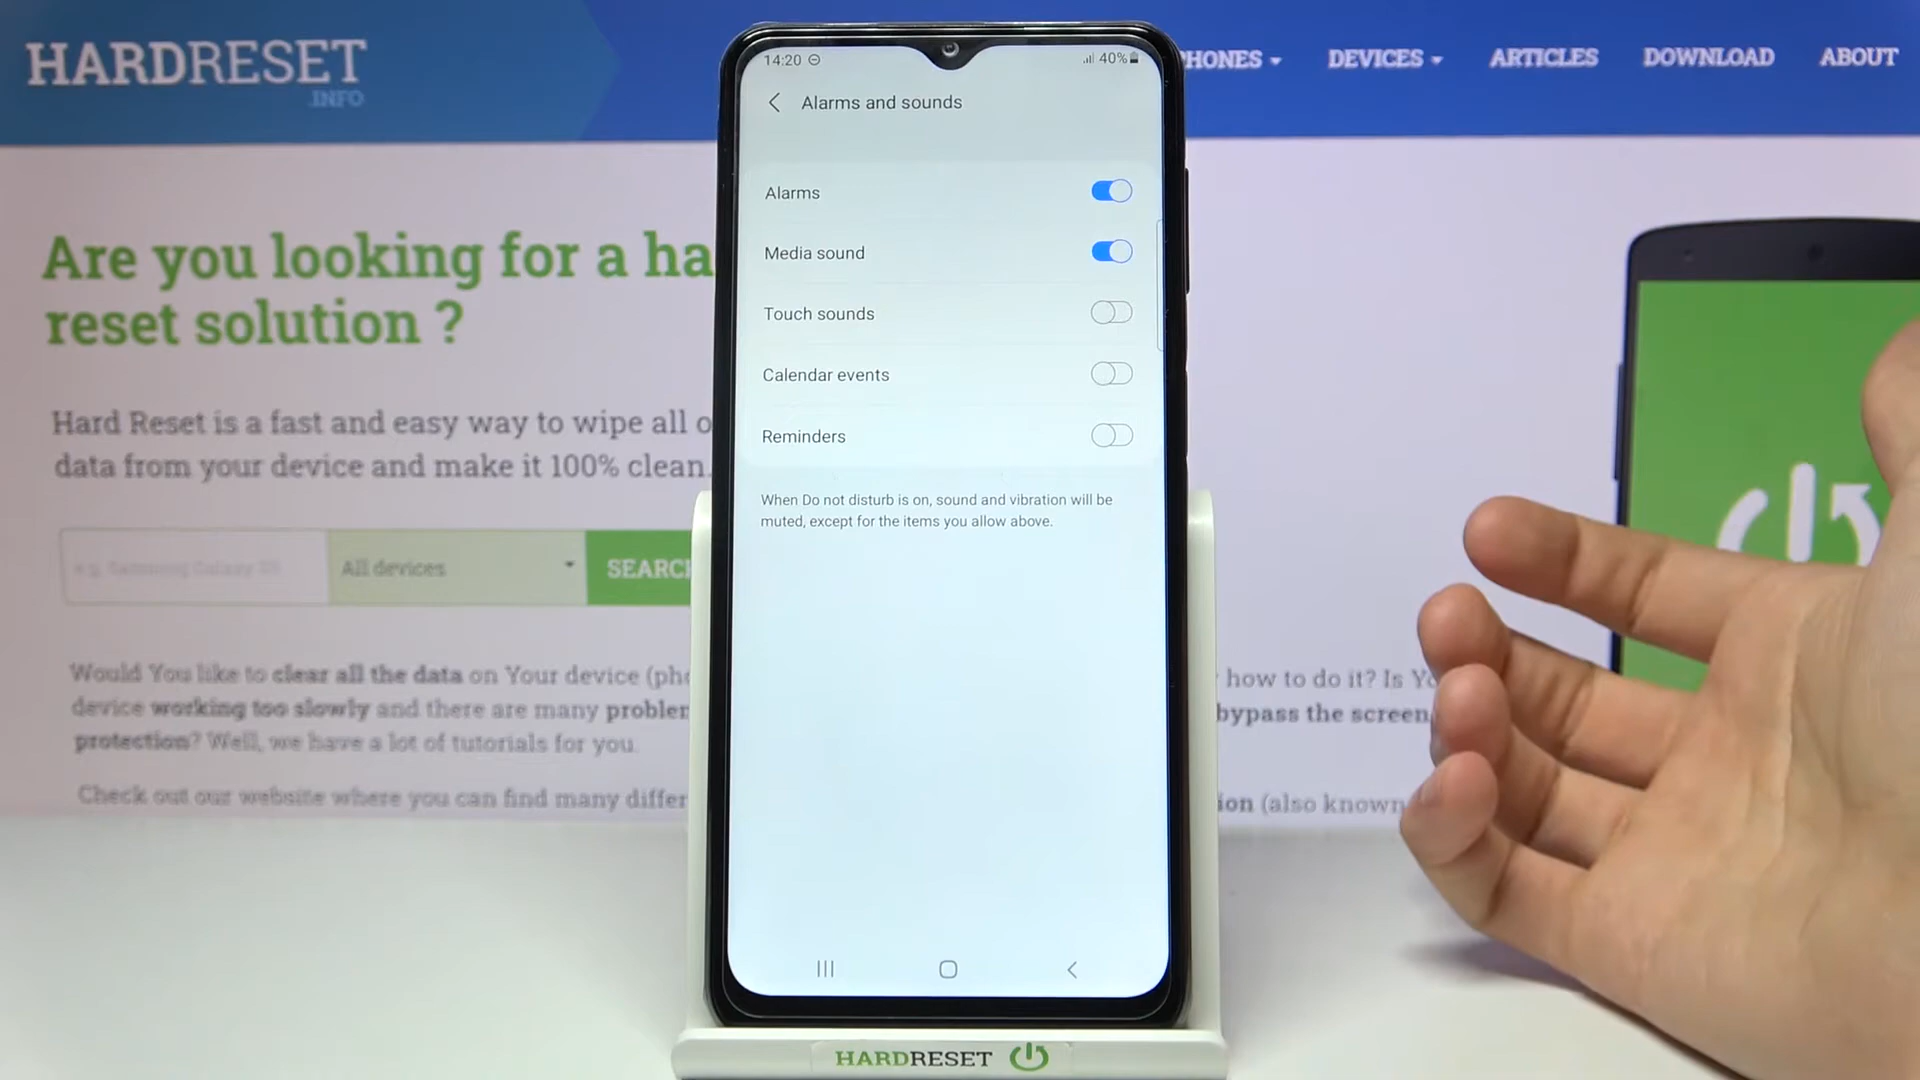 HARDRESET
.INFO
PHONES
DEVICES
ARTICLES
DOWNLOAD
ABOUT
14:20
40%
Alarms and sounds
Alarms
Media sound
Touch sounds
Calendar events
Reminders
When Do not disturb is on, sound and vibration will be
muted, except for the items you allow above.
Are you looking for a ha
reset solution ?
Hard Reset is a fast and easy way to wipe all o
data from your device and make it 100% clean.
e.g. Samsung Galaxy
All devices
SEARC
Would You like to clear all the data on Your device (pho
how to do it? Is Yo
device working too slowly and there are many problem
bypass the screen,
protection? Well, we have a lot of tutorials for you.
Check out our website where you can find many differ
ion (also known
HARDRESET